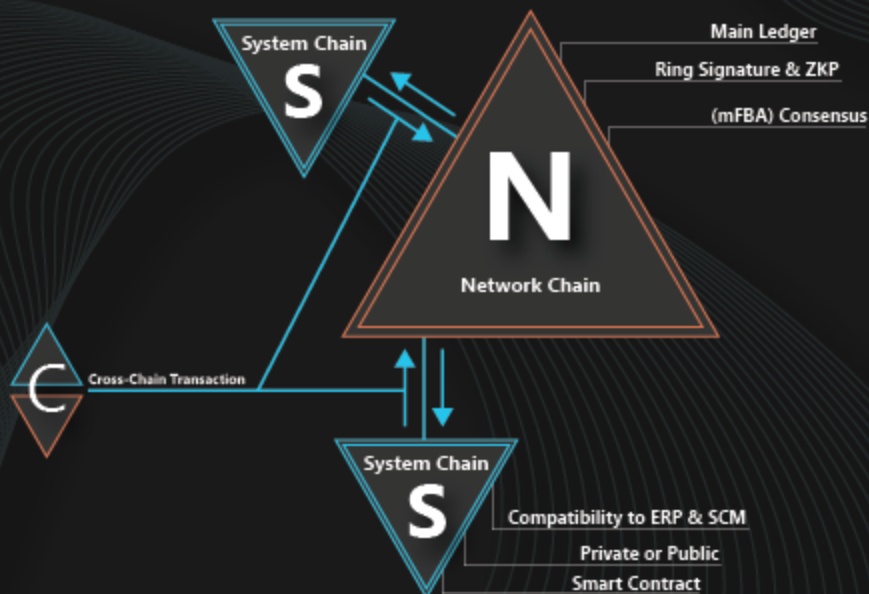 System Chain
S
Main Ledger
Ring Signature & ZKP
(mFBA) Consensus
N
Network Chain
C
Cross-Chain Transaction
System Chain
S
Compatibility to ERP & SCM
Private or Public
Smart Contract